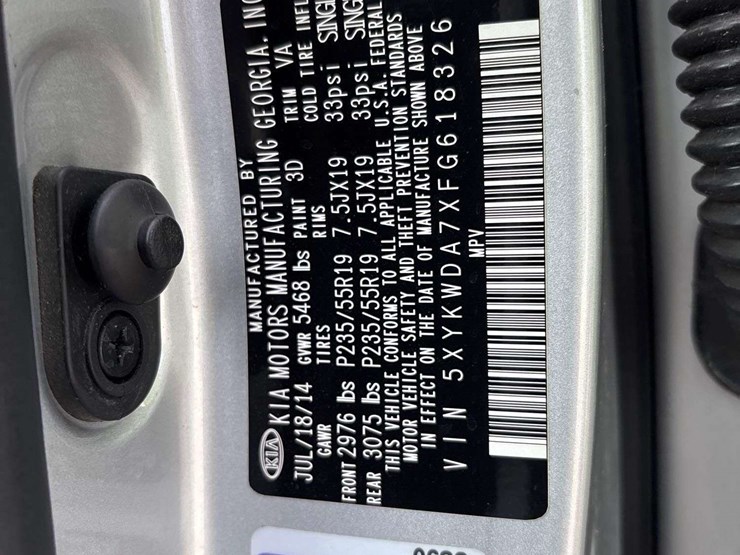 MANUFACTURED BY
KIA KIA MOTORS MANUFACTURING GEORGIA, INC
JUL/18/14 GVWR 5468 lbs PAINT 3D TRIM VA
GAWR TIRES RIMS COLD TIRE INFL
FRONT 2976 lbs P235/55R19 7.5JX19 33psi SINGL
REAR 3075 lbs P235/55R19 7.5JX19 33psi SING
THIS VEHICLE CONFORMS TO ALL APPLICABLE U.S.A. FEDERAL
MOTOR VEHICLE SAFETY AND THEFT PREVENTION STANDARDS
IN EFFECT ON THE DATE OF MANUFACTURE SHOWN ABOVE
VIN 5XYKWDA7XFG618326
MPV